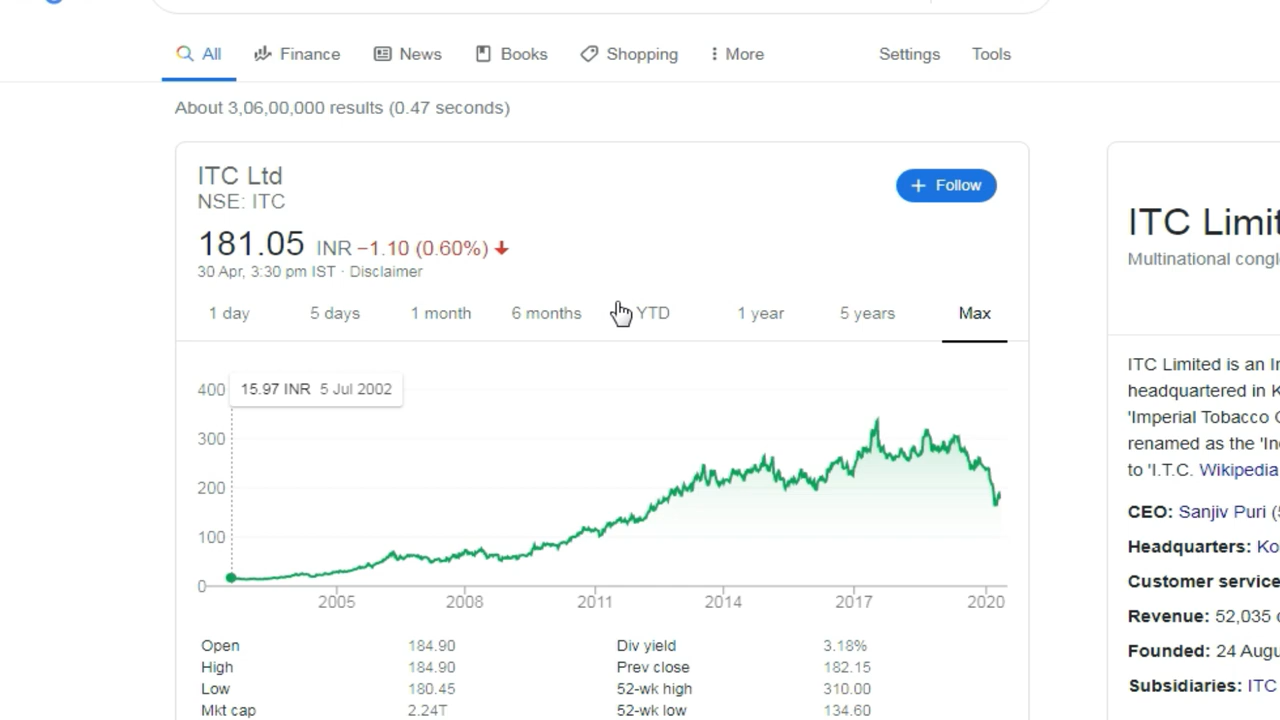 All Finance News Books Shopping More Settings Tools
About 3,06,00,000 results (0.47 seconds)
ITC Ltd
NSE: ITC
+ Follow
181.05 INR −1.10 (0.60%)
30 Apr, 3:30 pm IST · Disclaimer
1 day 5 days 1 month 6 months YTD 1 year 5 years Max
400
15.97 INR 5 Jul 2002
300
200
100
0
2005 2008 2011 2014 2017 2020
Open 184.90 Div yield 3.18%
High 184.90 Prev close 182.15
Low 180.45 52-wk high 310.00
Mkt cap 2.24T 52-wk low 134.60
ITC Limit
Multinational congl
ITC Limited is an I
headquartered in K
'Imperial Tobacco
renamed as the 'In
to 'I.T.C. Wikipedia
CEO: Sanjiv Puri (
Headquarters: Ko
Customer service
Revenue: 52,035
Founded: 24 Augu
Subsidiaries: ITC